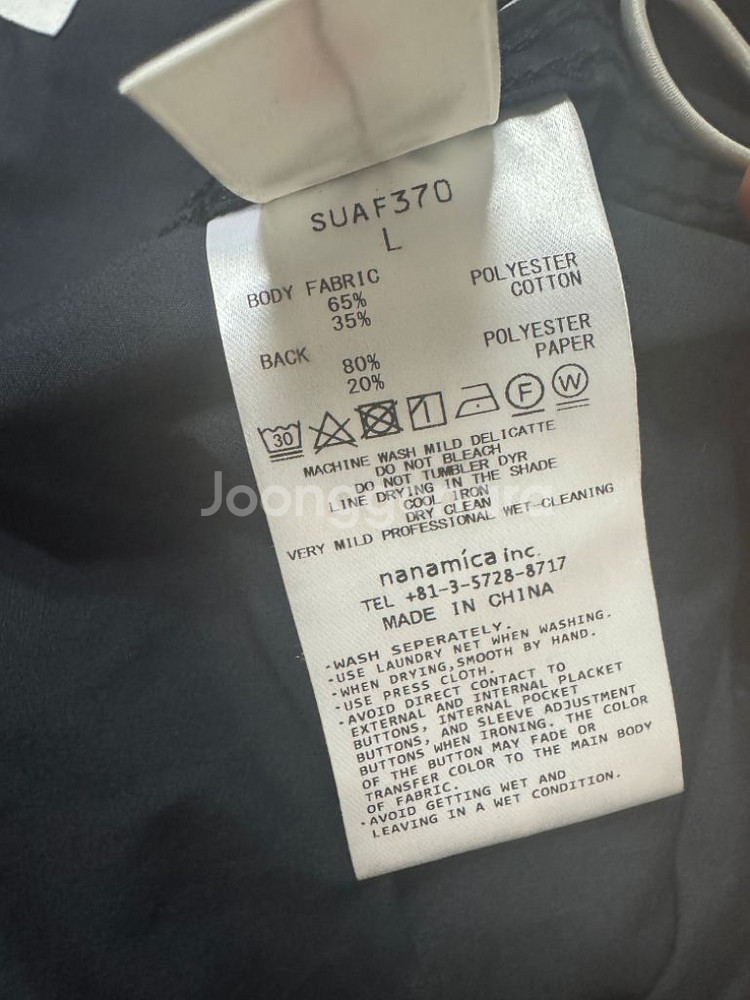 SUAF370
L
BODY FABRIC
65% POLYESTER
35% COTTON
BACK
80% POLYESTER
20% PAPER
30 F W
MACHINE WASH MILD DELICATTE
DO NOT BLEACH
DO NOT TUMBLER DYR
LINE DRYING IN THE SHADE
COOL IRON
DRY CLEAN
VERY MILD PROFESSIONAL WET-CLEANING
nanamíca inc.
TEL +81-3-5728-8717
MADE IN CHINA
·WASH SEPERATELY.
·USE LAUNDRY NET WHEN WASHING.
·WHEN DRYING,SMOOTH BY HAND.
·USE PRESS CLOTH.
·AVOID DIRECT CONTACT TO
EXTERNAL AND INTERNAL PLACKET
BUTTONS, INTERNAL POCKET
BUTTONS, AND SLEEVE ADJUSTMENT
BUTTONS WHEN IRONING. THE COLOR
OF THE BUTTON MAY FADE OR
TRANSFER COLOR TO THE MAIN BODY
OF FABRIC.
·AVOID GETTING WET AND
LEAVING IN A WET CONDITION.